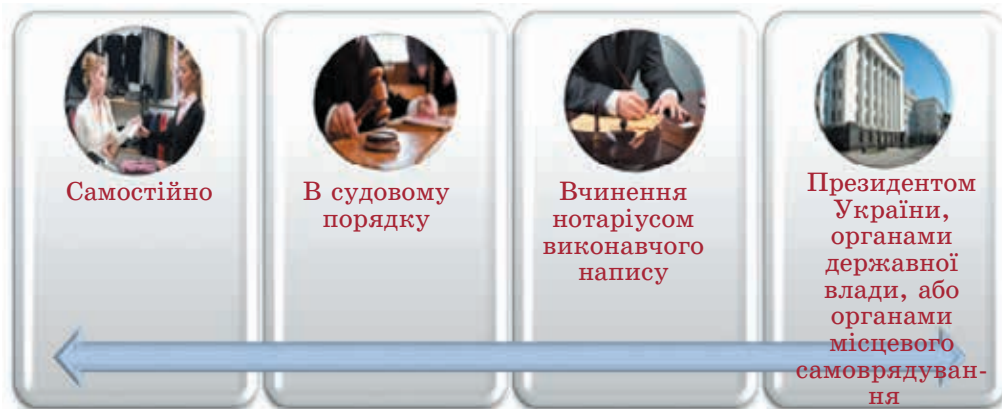 Самостійно
В судовому
порядку
Вчинення
нотаріусом
виконавчого
напису
Президентом
України,
органами
державної
влади, або
органами
місцевого
самоврядуван-
ня